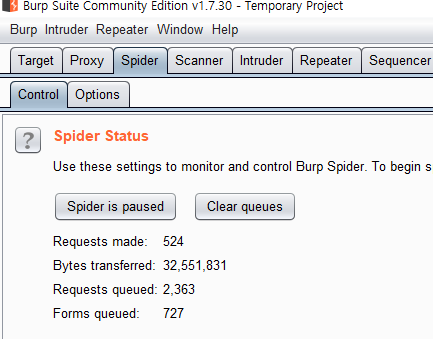 Burp Suite Community Edition v1.7.30 - Temporary Project
Burp Intruder Repeater Window Help
Target Proxy Spider Scanner Intruder Repeater Sequencer
Control Options
? Spider Status
Use these settings to monitor and control Burp Spider. To begin s
Spider is paused Clear queues
Requests made: 524
Bytes transferred: 32,551,831
Requests queued: 2,363
Forms queued: 727